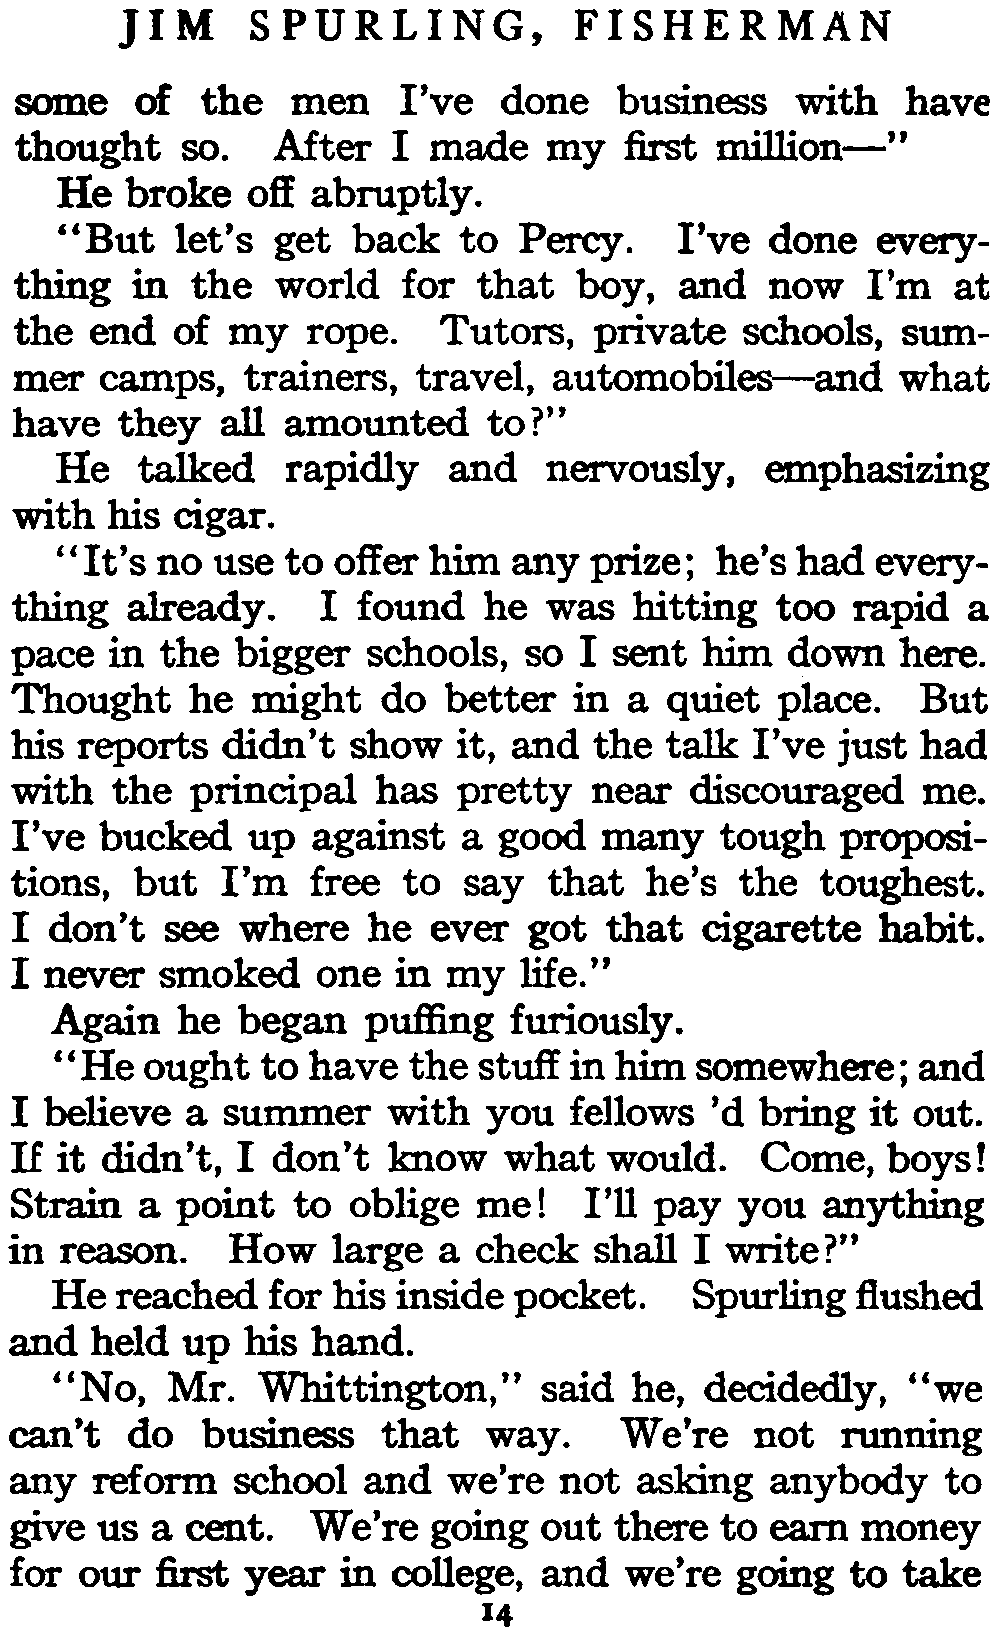 JIM SPURLING, FISHERMAN
some of the men I've done business with have
thought so. After I made my first million—"
He broke off abruptly.
"But let's get back to Percy. I've done every-
thing in the world for that boy, and now I'm at
the end of my rope. Tutors, private schools, sum-
mer camps, trainers, travel, automobiles—and what
have they all amounted to?"
He talked rapidly and nervously, emphasizing
with his cigar.
"It's no use to offer him any prize; he's had every-
thing already. I found he was hitting too rapid a
pace in the bigger schools, so I sent him down here.
Thought he might do better in a quiet place. But
his reports didn't show it, and the talk I've just had
with the principal has pretty near discouraged me.
I've bucked up against a good many tough proposi-
tions, but I'm free to say that he's the toughest.
I don't see where he ever got that cigarette habit.
I never smoked one in my life."
Again he began puffing furiously.
"He ought to have the stuff in him somewhere; and
I believe a summer with you fellows 'd bring it out.
If it didn't, I don't know what would. Come, boys!
Strain a point to oblige me! I'll pay you anything
in reason. How large a check shall I write?"
He reached for his inside pocket. Spurling flushed
and held up his hand.
"No, Mr. Whittington," said he, decidedly, "we
can't do business that way. We're not running
any reform school and we're not asking anybody to
give us a cent. We're going out there to earn money
for our first year in college, and we're going to take
14